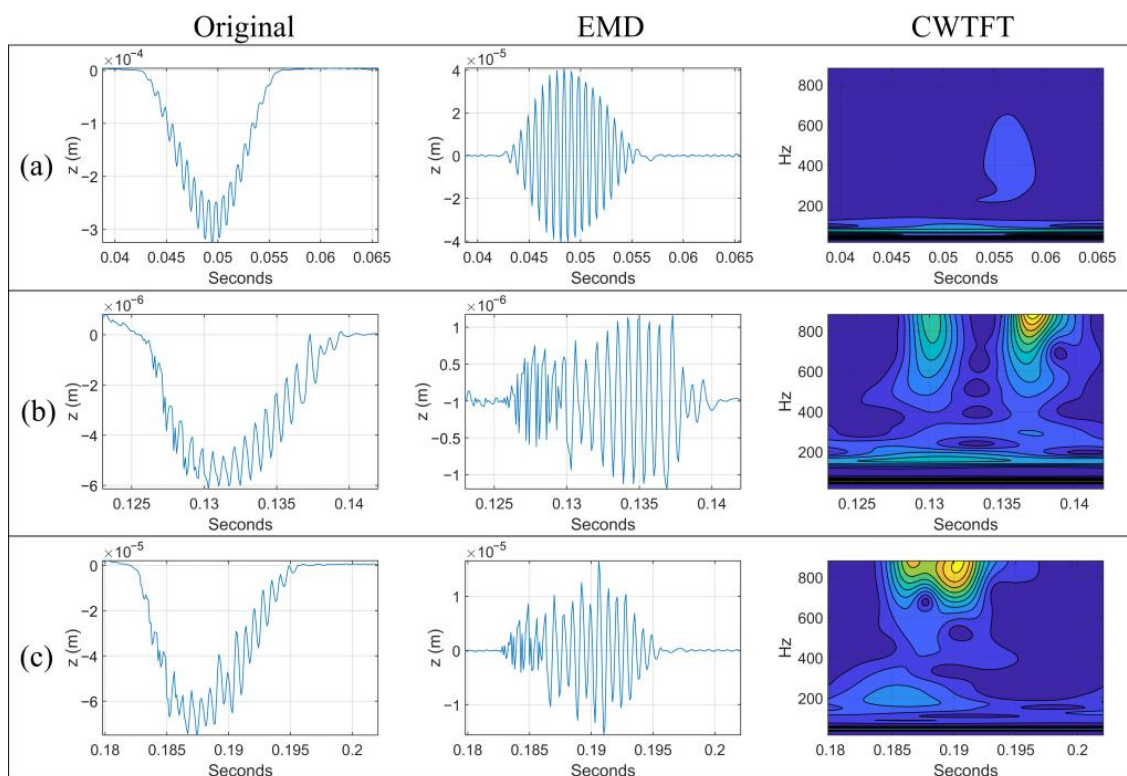 Original EMD CWTFT
(a)
×10⁻⁴
0
−1
−2
−3
z (m)
0.04 0.045 0.05 0.055 0.06 0.065
Seconds
×10⁻⁵
4
2
0
−2
−4
z (m)
0.04 0.045 0.05 0.055 0.06 0.065
Seconds
800
600
400
200
Hz
0.04 0.045 0.05 0.055 0.06 0.065
Seconds
(b)
×10⁻⁶
0
−2
−4
−6
z (m)
0.125 0.13 0.135 0.14
Seconds
×10⁻⁶
1
0.5
−1
−0.5
−1
z (m)
0.125 0.13 0.135 0.14
Seconds
800
600
400
200
Hz
0.125 0.13 0.135 0.14
Seconds
(c)
×10⁻⁵
0
−2
−4
−6
z (m)
0.18 0.185 0.19 0.195 0.2
Seconds
×10⁻⁵
1
0
−1
z (m)
0.18 0.185 0.19 0.195 0.2
Seconds
800
600
400
200
Hz
0.18 0.185 0.19 0.195 0.2
Seconds